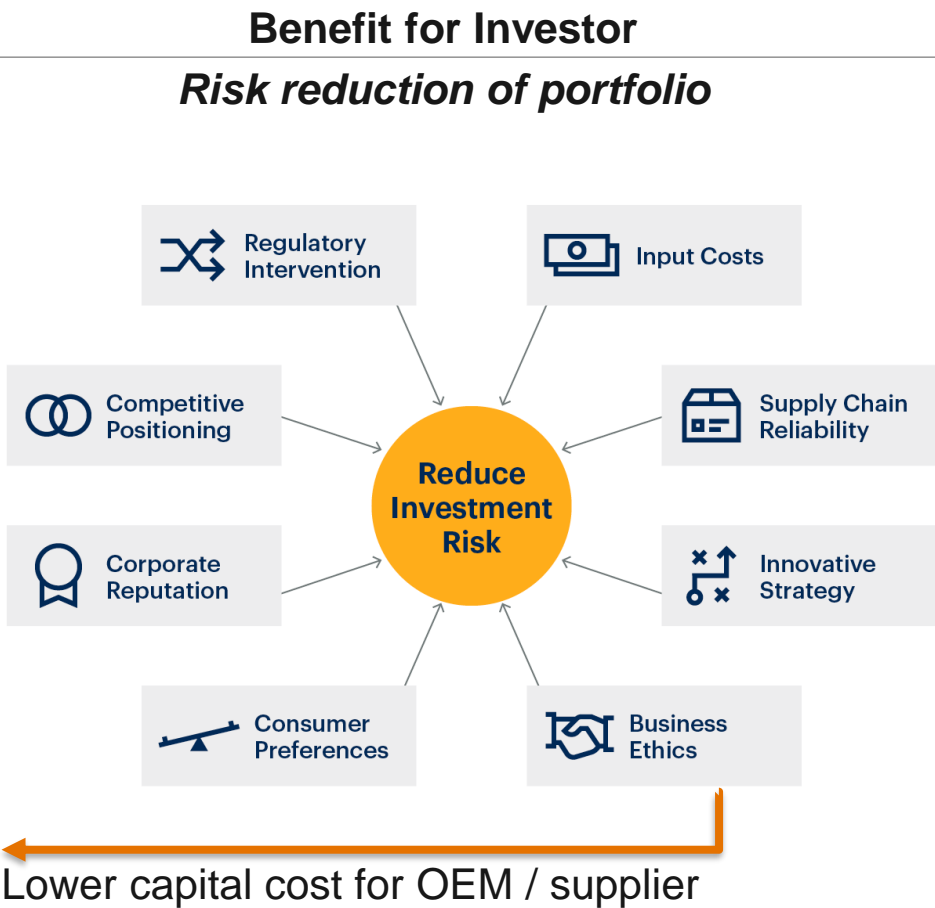 Benefit for Investor
Risk reduction of portfolio
Regulatory
Intervention
Input Costs
Competitive
Positioning
Supply Chain
Reliability
Reduce
Investment
Risk
Corporate
Reputation
Innovative
Strategy
Consumer
Preferences
Business
Ethics
Lower capital cost for OEM / supplier